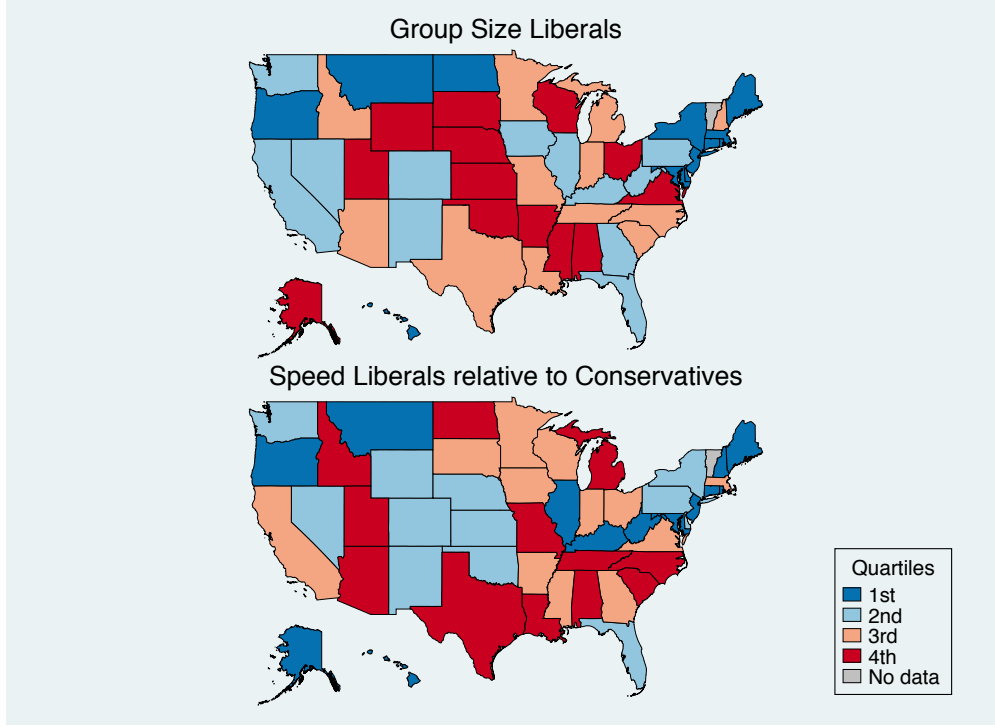 Group Size Liberals
Speed Liberals relative to Conservatives
Quartiles
1st
2nd
3rd
4th
No data